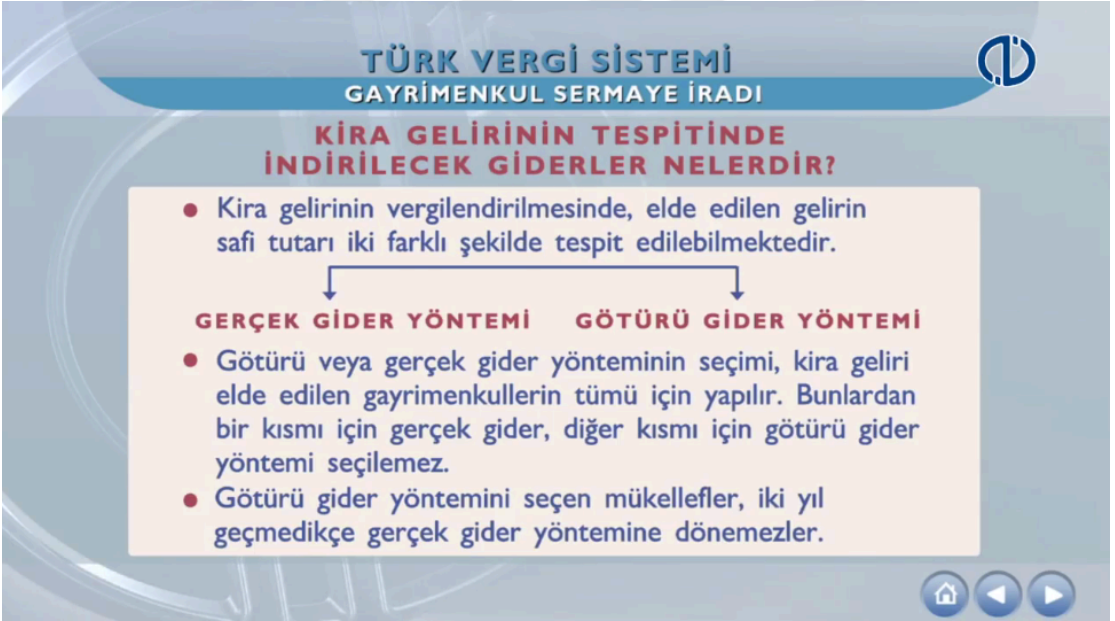 TÜRK VERGİ SİSTEMİ
GAYRİMENKUL SERMAYE İRADI
KİRA GELİRİNİN TESPİTİNDE
İNDİRİLECEK GİDERLER NELERDİR?
• Kira gelirinin vergilendirilmesinde, elde edilen gelirin
safi tutarı iki farklı şekilde tespit edilebilmektedir.
GERÇEK GİDER YÖNTEMİ GÖTÜRÜ GİDER YÖNTEMİ
• Götürü veya gerçek gider yönteminin seçimi, kira geliri
elde edilen gayrimenkullerin tümü için yapılır. Bunlardan
bir kısmı için gerçek gider, diğer kısmı için götürü gider
yöntemi seçilemez.
• Götürü gider yöntemini seçen mükellefler, iki yıl
geçmedikçe gerçek gider yöntemine dönemezler.